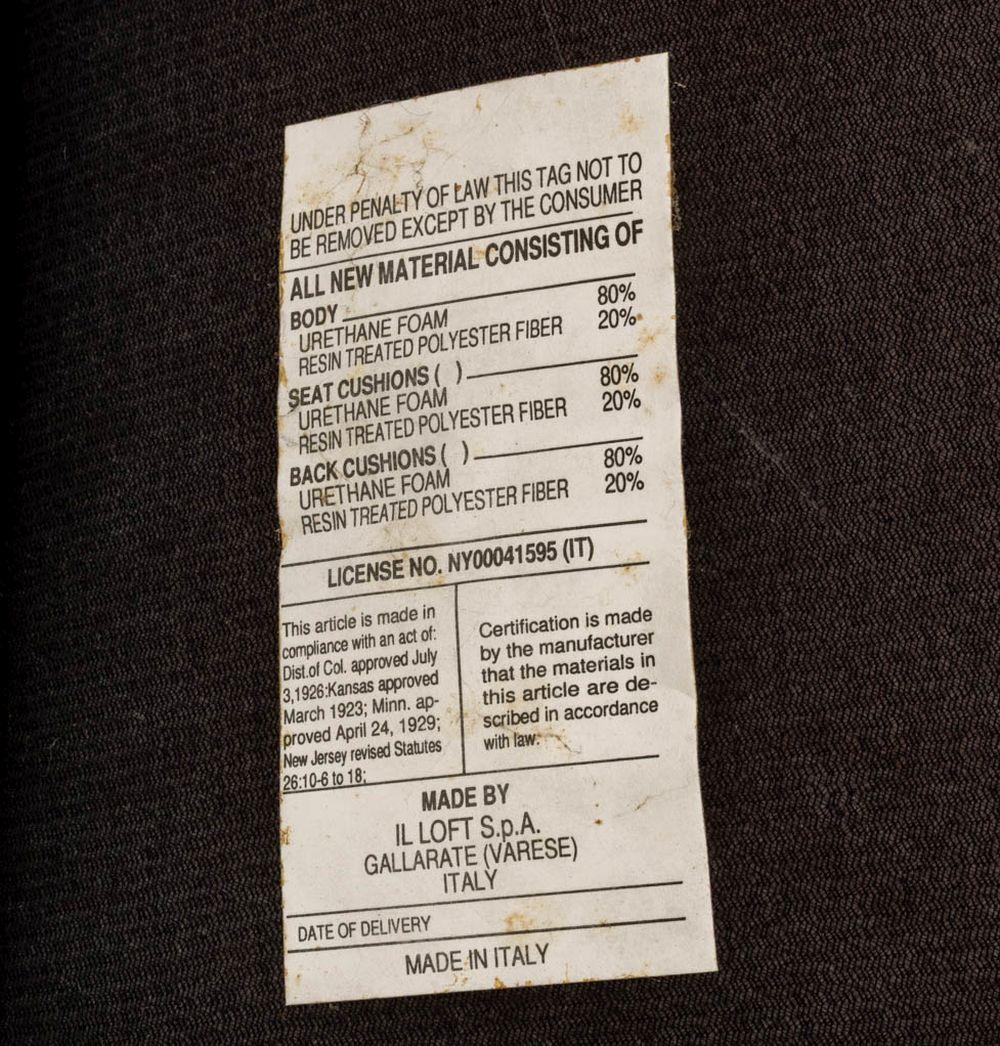 UNDER PENALTY OF LAW THIS TAG NOT TO
BE REMOVED EXCEPT BY THE CONSUMER
ALL NEW MATERIAL CONSISTING OF
BODY
URETHANE FOAM 80%
RESIN TREATED POLYESTER FIBER 20%
SEAT CUSHIONS ( )
URETHANE FOAM 80%
RESIN TREATED POLYESTER FIBER 20%
BACK CUSHIONS ( )
URETHANE FOAM 80%
RESIN TREATED POLYESTER FIBER 20%
LICENSE NO. NY00041595 (IT)
This article is made in
compliance with an act of:
Dist.of Col. approved July
3,1926:Kansas approved
March 1923; Minn. ap-
proved April 24, 1929;
New Jersey revised Statutes
26:10-6 to 18;
Certification is made
by the manufacturer
that the materials in
this article are de-
scribed in accordance
with law.
MADE BY
IL LOFT S.p.A.
GALLARATE (VARESE)
ITALY
DATE OF DELIVERY
MADE IN ITALY